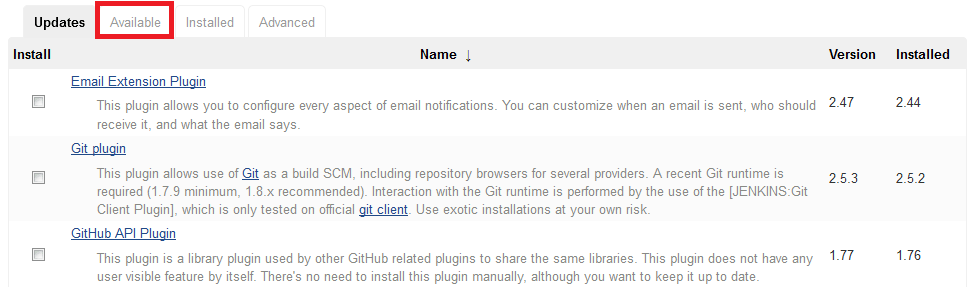 Updates Available Installed Advanced
Install Name ↓ Version Installed
Email Extension Plugin
This plugin allows you to configure every aspect of email notifications. You can customize when an email is sent, who should 2.47 2.44
receive it, and what the email says.
Git plugin
This plugin allows use of Git as a build SCM, including repository browsers for several providers. A recent Git runtime is
required (1.7.9 minimum, 1.8.x recommended). Interaction with the Git runtime is performed by the use of the [JENKINS:Git 2.5.3 2.5.2
Client Plugin], which is only tested on official git client. Use exotic installations at your own risk.
GitHub API Plugin
This plugin is a library plugin used by other GitHub related plugins to share the same libraries. This plugin does not have any 1.77 1.76
user visible feature by itself. There's no need to install this plugin manually, although you want to keep it up to date.